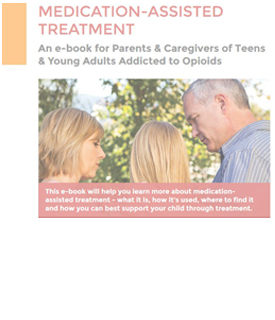 MEDICATION-ASSISTED
TREATMENT
An e-book for Parents & Caregivers of Teens
& Young Adults Addicted to Opioids
This e-book will help you learn more about medication-
assisted treatment - what it is, how it's used, where to find it
and how you can best support your child through treatment.